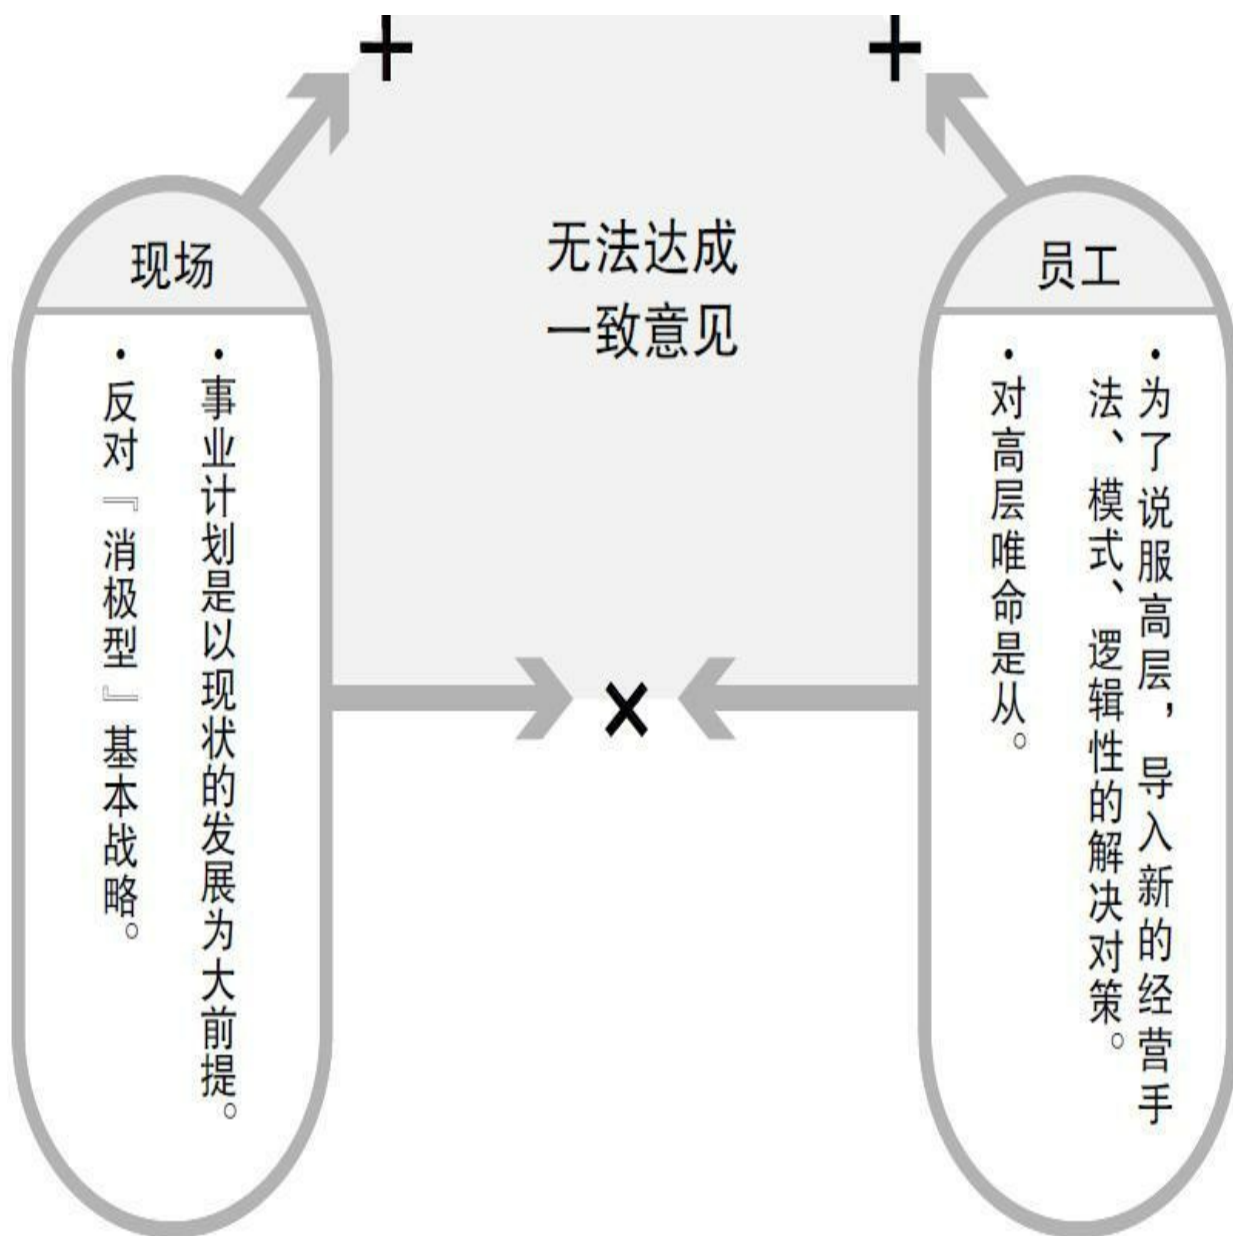 +
+
无法达成
一致意见
×
现场
・事业计划是以现状的发展为大前提。
・反对『消极型』基本战略。
员工
・为了说服高层，导入新的经营手
法、模式、逻辑性的解决对策。
・对高层唯命是从。